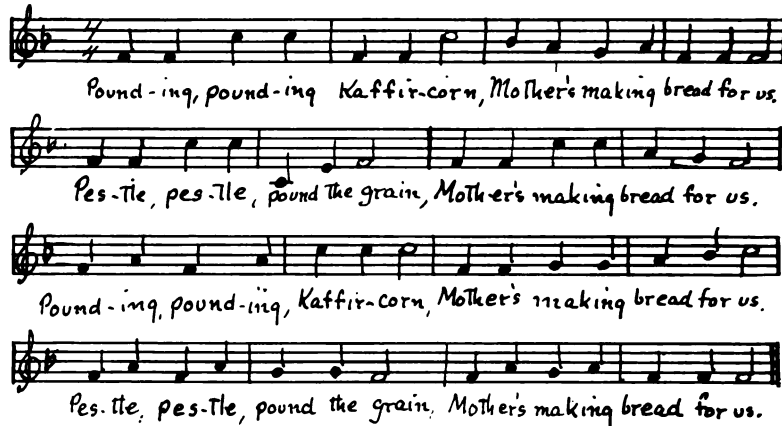 4
4
Pound-ing, pound-ing Kaffir-corn, Mother's making bread for us.
Pes-tle, pes-tle, pound the grain, Mother's making bread for us.
Pound-ing, pound-ing, Kaffir-corn, Mother's making bread for us.
Pes-tle, pes-tle, pound the grain, Mother's making bread for us.